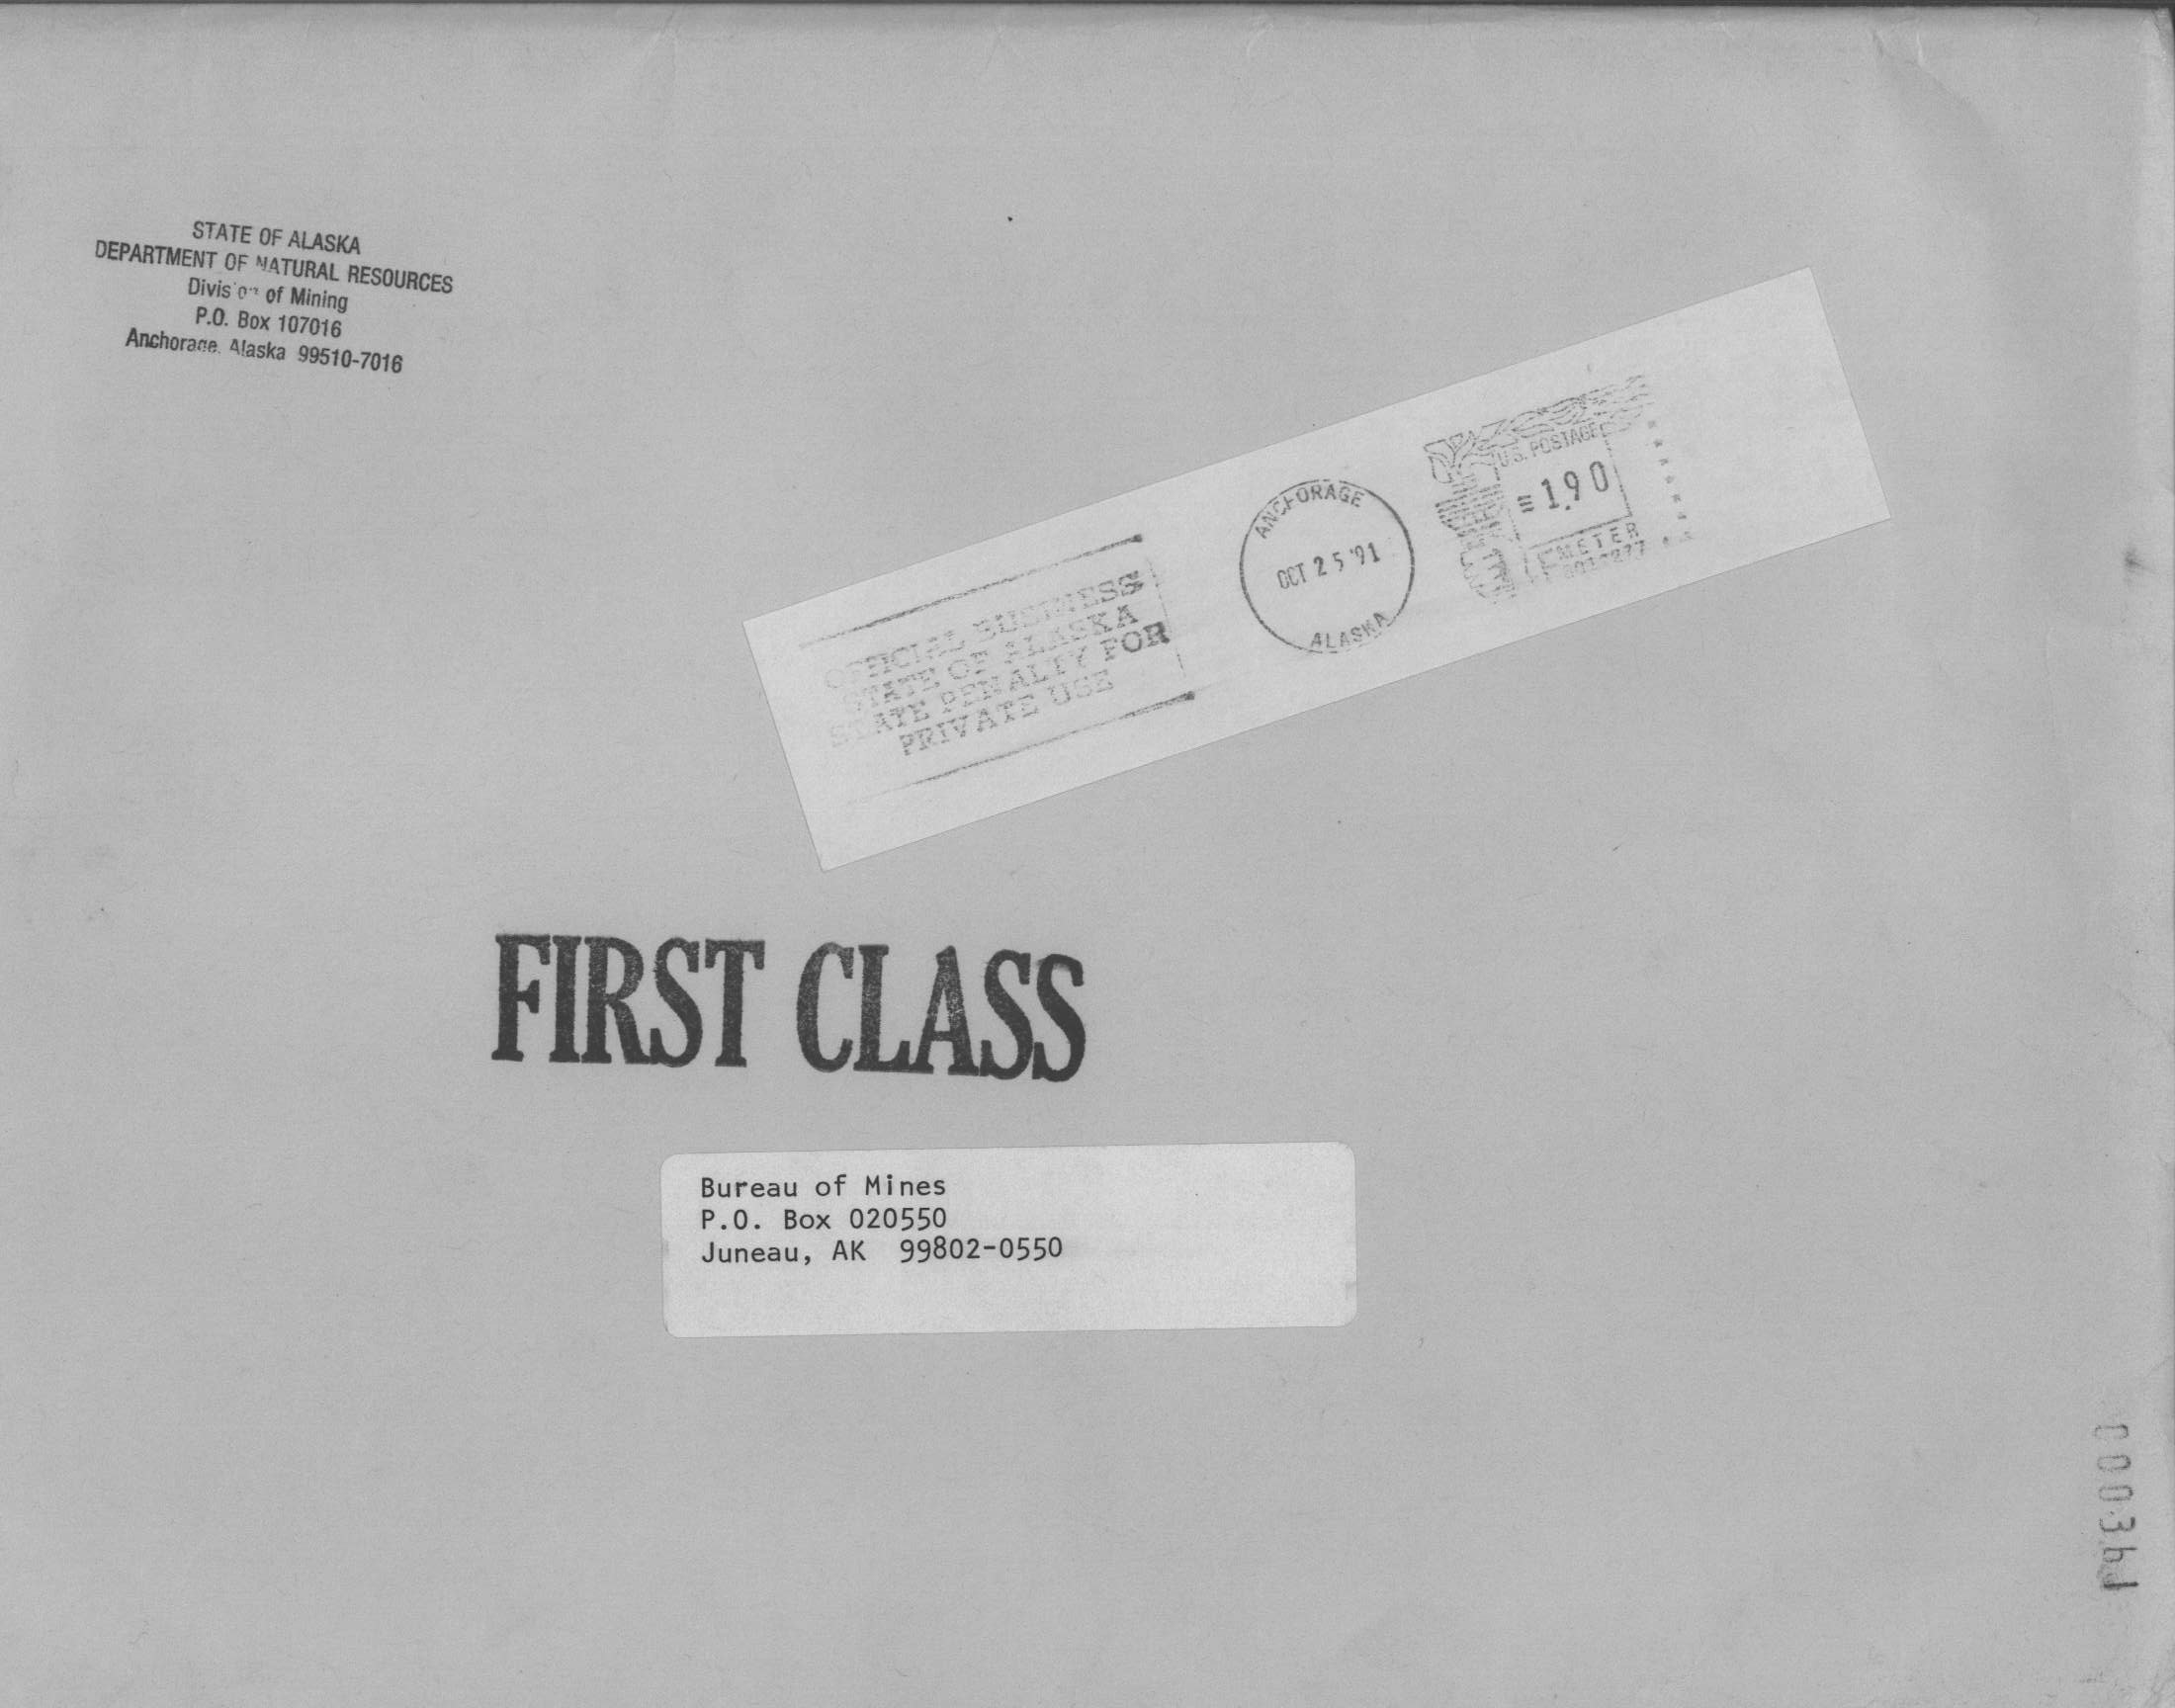 STATE OF ALASKA
DEPARTMENT OF NATURAL RESOURCES
Division of Mining
P.O. Box 107016
Anchorage, Alaska 99510-7016
OFFICIAL BUSINESS
STATE OF ALASKA
STATE PENALTY FOR
PRIVATE USE
ANCHORAGE
OCT 25 '91
ALASKA
U.S. POSTAGE
1.90
METER
FIRST CLASS
Bureau of Mines
P.O. Box 020550
Juneau, AK 99802-0550